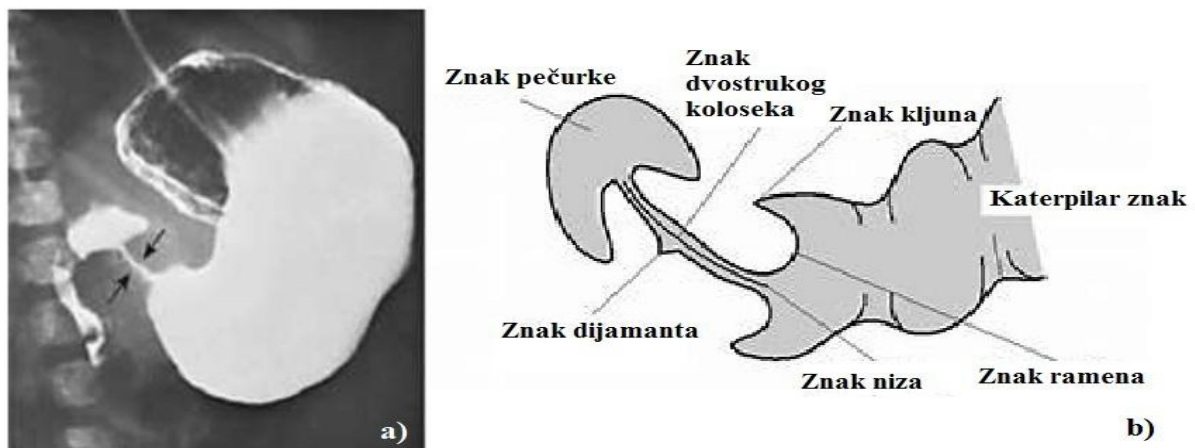 Znak pečurke
Znak
dvostrukog
koloseka
Znak kljuna
Katerpilar znak
Znak dijamanta
Znak niza
Znak ramena
a)
b)